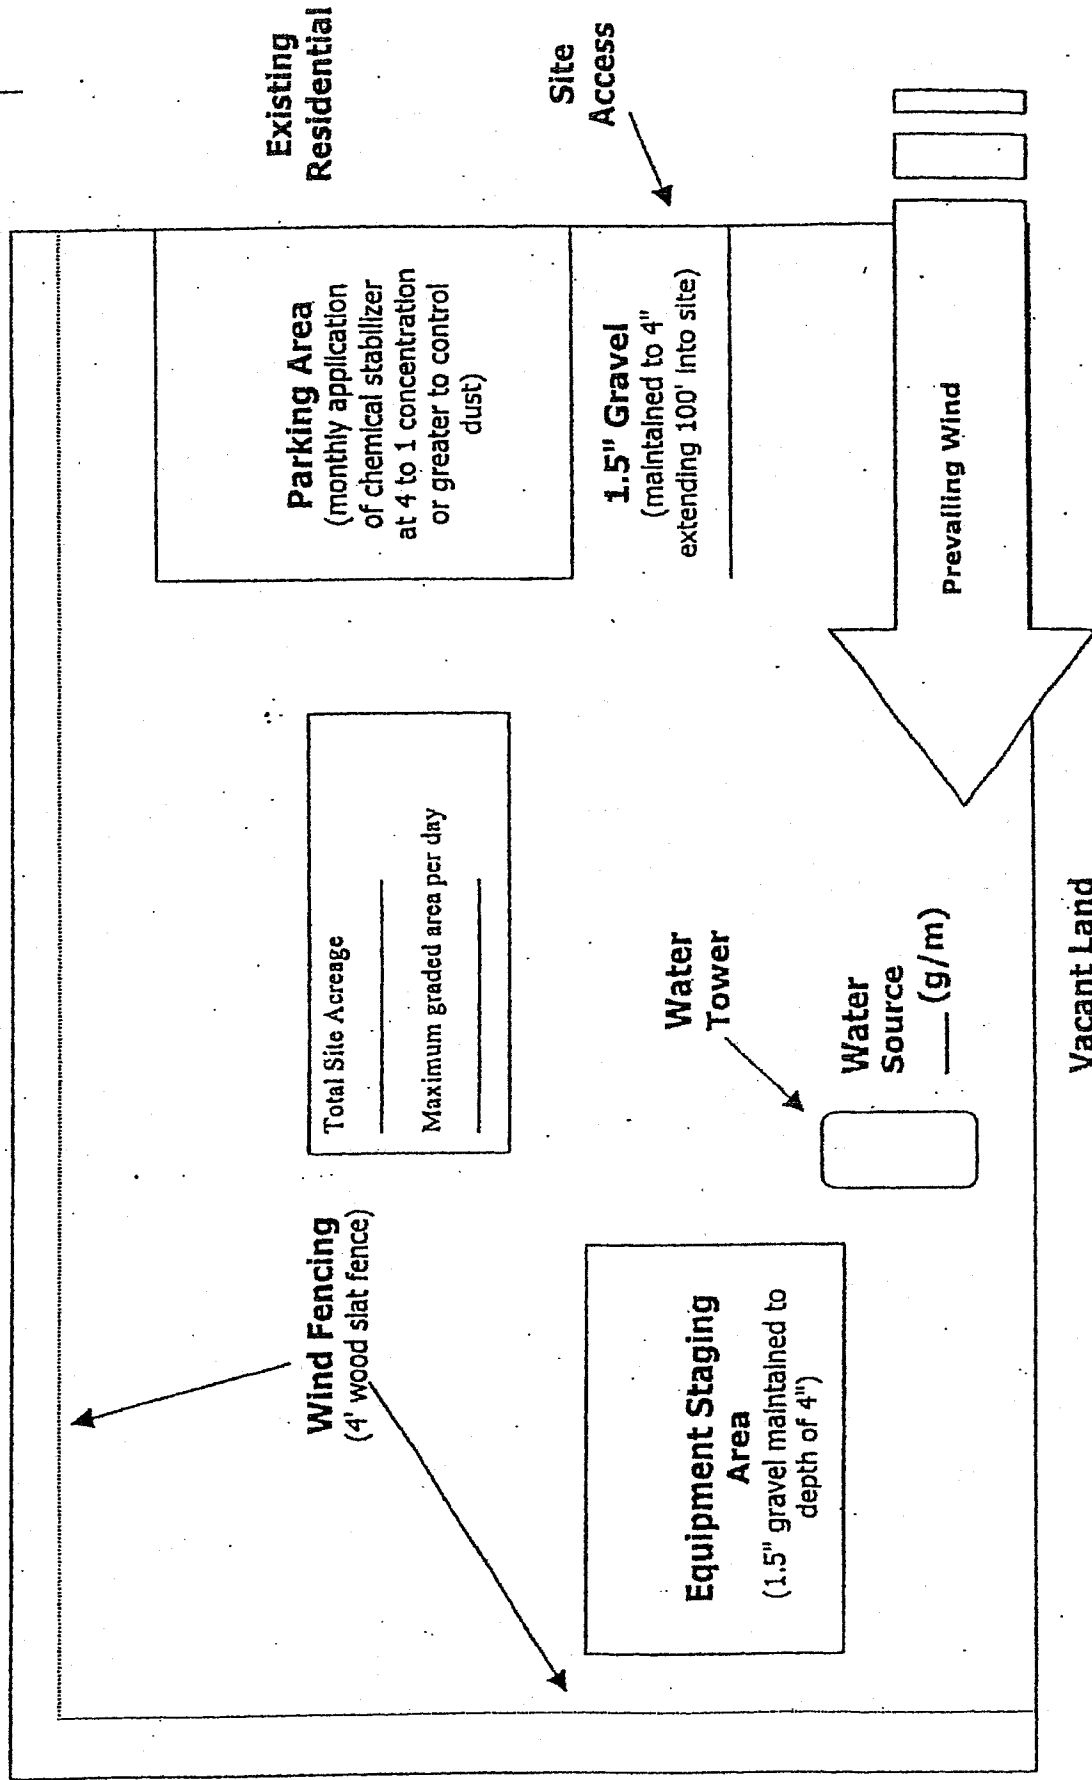 Wind Fencing
(4' wood slat fence)
Total Site Acreage
Maximum graded area per day
Parking Area
(monthly application
of chemical stabilizer
at 4 to 1 concentration
or greater to control
dust)
Existing
Residential
Site
Access
1.5" Gravel
(maintained to 4"
extending 100' into site)
Water
Tower
Equipment Staging
Area
(1.5" gravel maintained to
depth of 4")
Water
Source
____ (g/m)
Prevailing Wind
Vacant Land